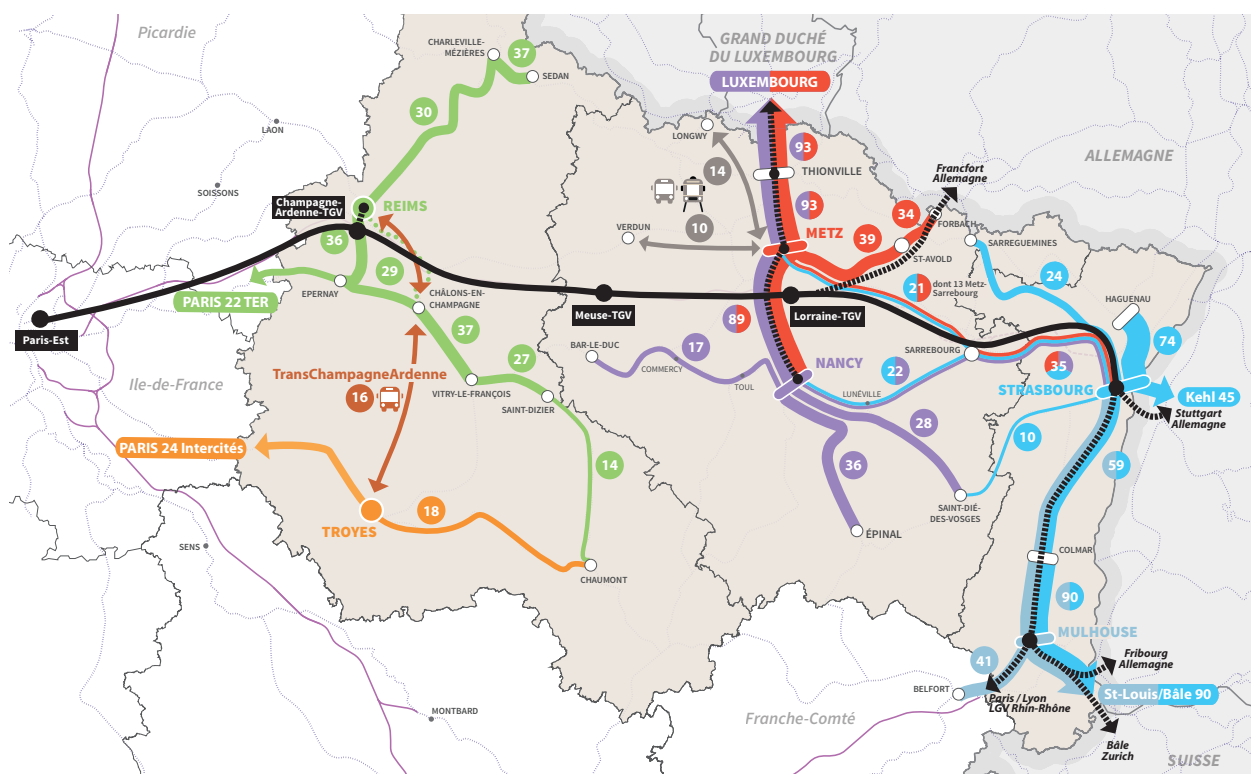 Picardie
CHARLEVILLE-
MÉZIÈRES
37
SEDAN
GRAND DUCHÉ
DU LUXEMBOURG
LUXEMBOURG
30
LAON
LONGWY
93
ALLEMAGNE
14
THIONVILLE
Francfort
Allemagne
SOISSONS
Champagne-
Ardenne-TGV
REIMS
93
34
FORBACH
10
VERDUN
METZ
39
SARREGUEMINES
36
ST-AVOLD
29
24
EPERNAY
21
dont 13 Metz-
Sarrebourg
PARIS 22 TER
CHÂLONS-EN-
CHAMPAGNE
HAGUENAU
Meuse-TGV
Lorraine-TGV
89
37
Paris-Est
74
BAR-LE-DUC
17
SARREBOURG
27
COMMERCY
NANCY
35
Ile-de-France
TransChampagneArdenne
22
TOUL
16
VITRY-LE-FRANÇOIS
LUNÉVILLE
STRASBOURG
Kehl 45
SAINT-DIZIER
Stuttgart
Allemagne
28
10
PARIS 24 Intercités
14
36
59
18
SAINT-DIÉ-
DES-VOSGES
TROYES
ÉPINAL
SENS
COLMAR
CHAUMONT
90
MULHOUSE
41
Fribourg
Allemagne
BELFORT
St-Louis/Bâle 90
Paris / Lyon
LGV Rhin-Rhône
MONTBARD
Franche-Comté
Bâle
Zurich
SUISSE